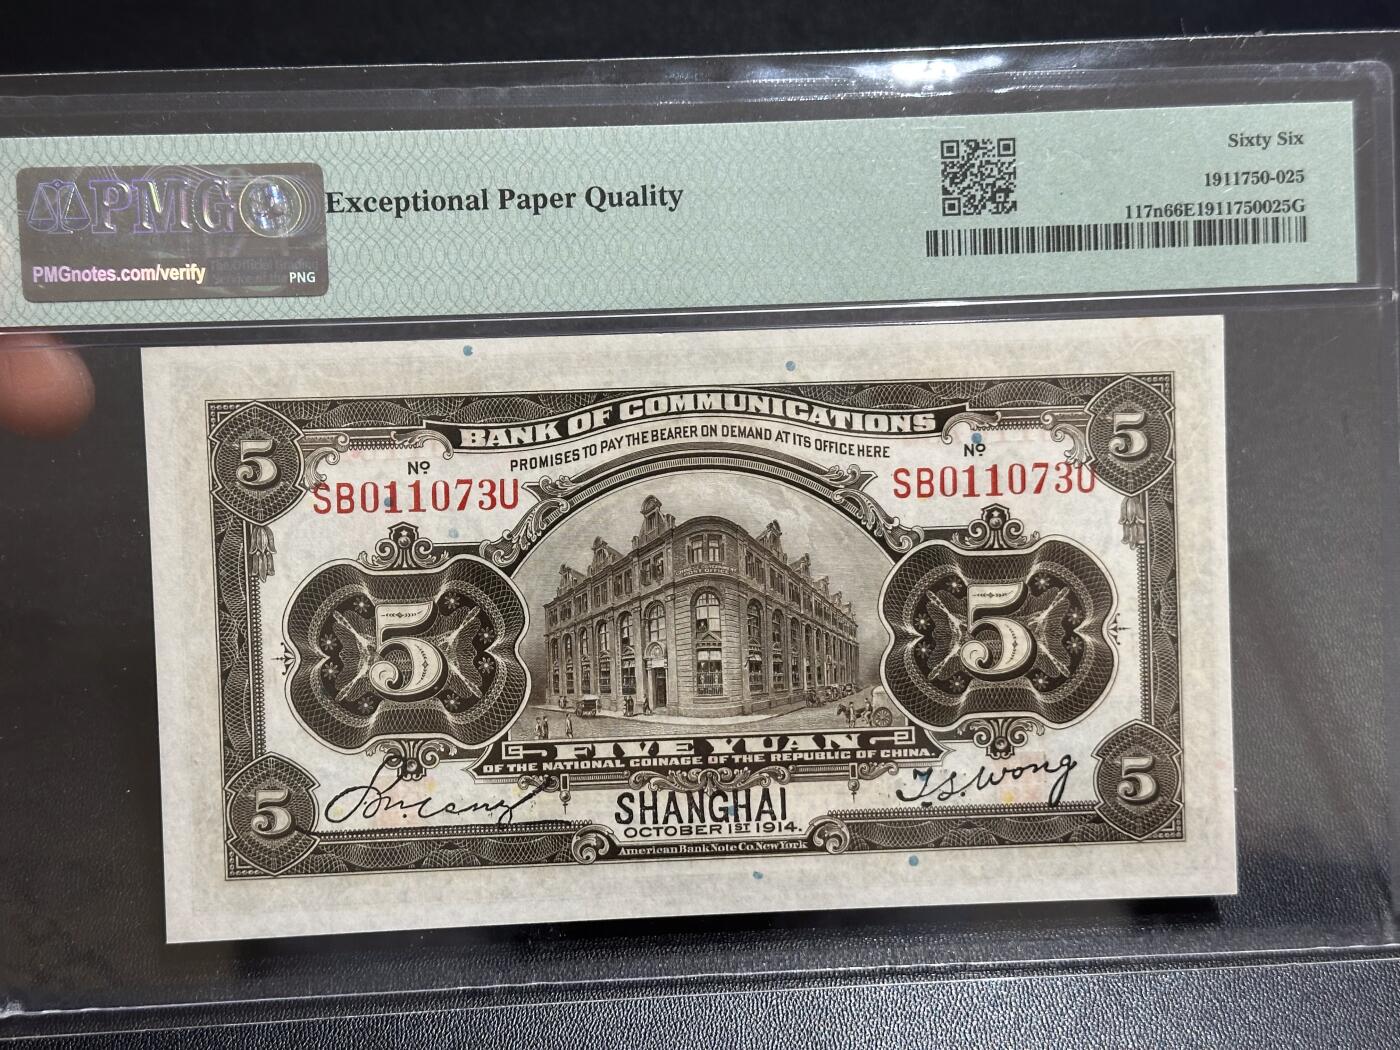 PMG
PMGnotes.com/verify
PNG
Exceptional Paper Quality
Sixty Six
1911750-025
117n66E1911750025G
BANK OF COMMUNICATIONS
PROMISES TO PAY THE BEARER ON DEMAND AT ITS OFFICE HERE
5 5
Nº Nº
SB011073U SB011073U
POST OFFICE
5 5
FIVE YUAN
OF THE NATIONAL COINAGE OF THE REPUBLIC OF CHINA.
T.S. Wong
5 5
SHANGHAI
OCTOBER 1ST 1914.
American Bank Note Co. New York